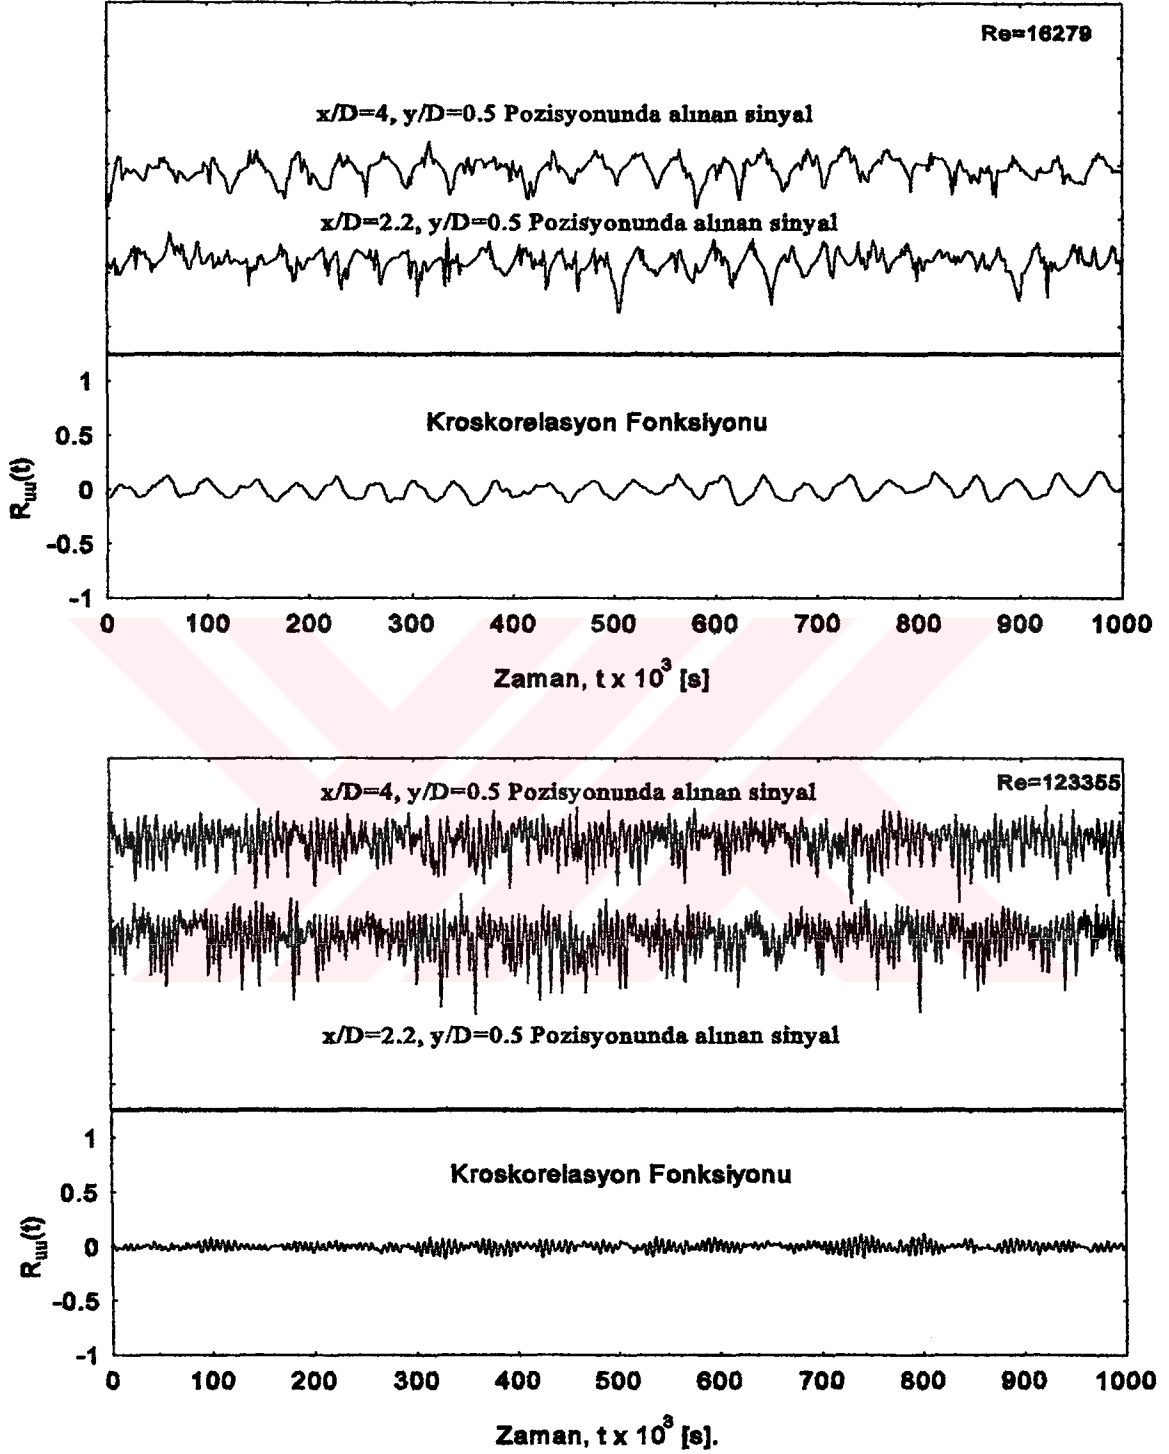 Re=16279
x/D=4, y/D=0.5 Pozisyonunda alınan sinyal
x/D=2.2, y/D=0.5 Pozisyonunda alınan sinyal
Kroskorelasyon Fonksiyonu
1
0.5
0
-0.5
-1
Ruu(t)
0 100 200 300 400 500 600 700 800 900 1000
Zaman, t x 10³ [s]
x/D=4, y/D=0.5 Pozisyonunda alınan sinyal
Re=123355
x/D=2.2, y/D=0.5 Pozisyonunda alınan sinyal
Kroskorelasyon Fonksiyonu
1
0.5
0
-0.5
-1
Ruu(t)
0 100 200 300 400 500 600 700 800 900 1000
Zaman, t x 10³ [s].